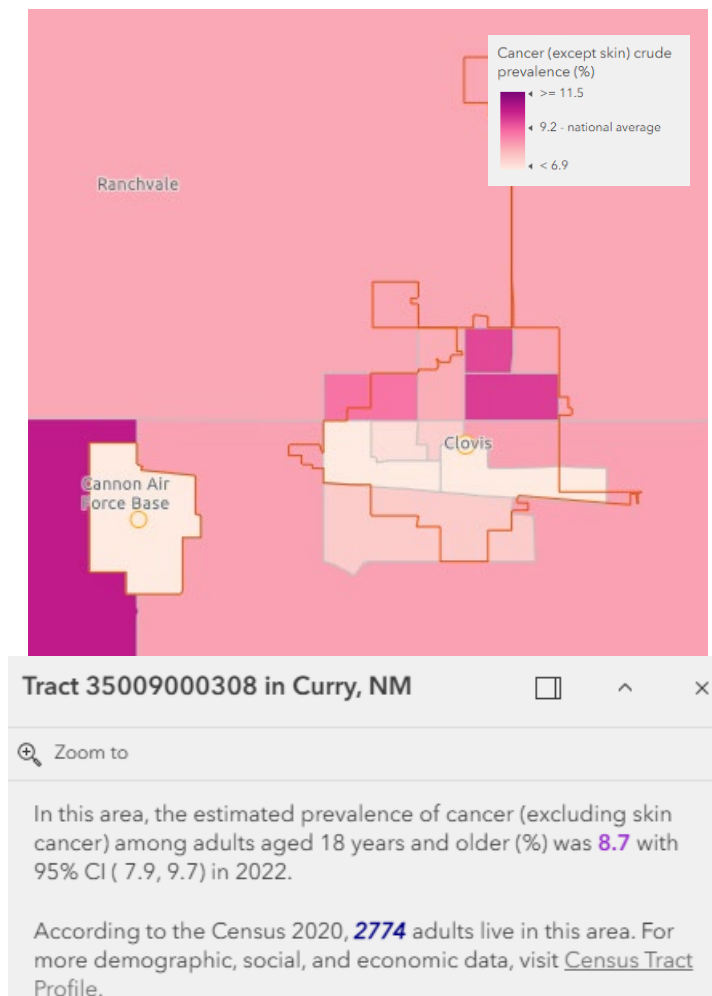 Cancer (except skin) crude
prevalence (%)
>= 11.5
9.2 - national average
< 6.9
Ranchvale
Clovis
Cannon Air
Force Base
Tract 35009000308 in Curry, NM
Zoom to
In this area, the estimated prevalence of cancer (excluding skin
cancer) among adults aged 18 years and older (%) was 8.7 with
95% CI ( 7.9, 9.7) in 2022.
According to the Census 2020, 2774 adults live in this area. For
more demographic, social, and economic data, visit Census Tract
Profile.